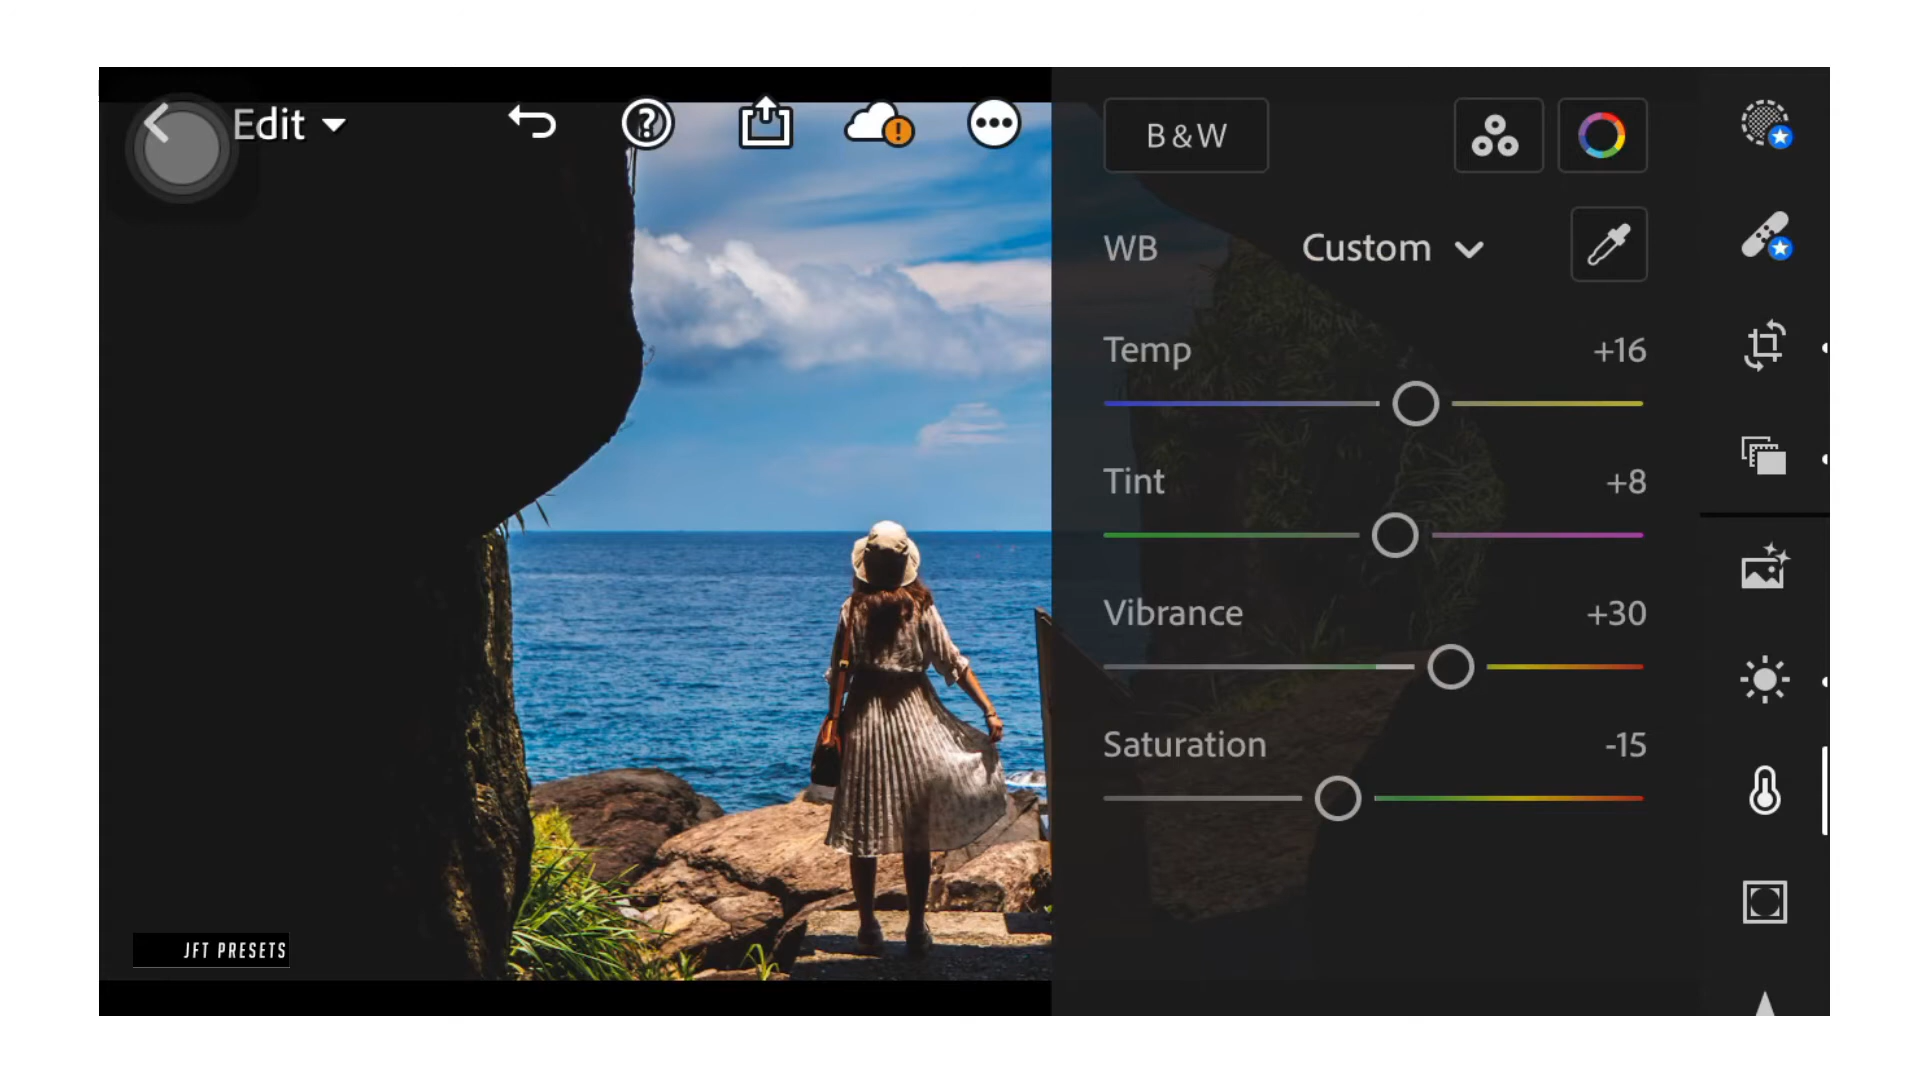 Edit
B&W
WB Custom
Temp +16
Tint +8
Vibrance +30
Saturation -15
JFT PRESETS